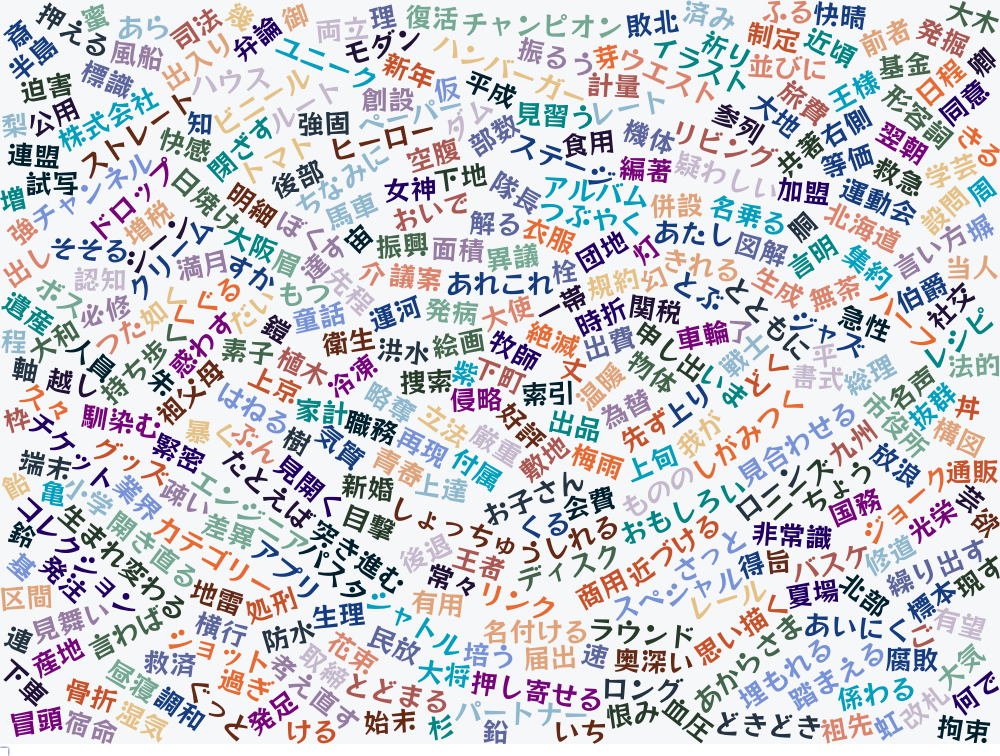 斎 押える 蜜 あら 司法 幾 御 両立 理 復活 チャンピオン 敗北 済み ふる 快晴 大木
半島 風船 出入り 弁論 ユニーク モダン ハンバーガー 振るう 芽 ウエスト イラスト 祈り 制定 近頃 前者 発掘 卿
迫害 標識 ハウス ビニール 新年 仮 平成 計量 並びに 基金 日程
梨 公用 株式会社 ストレート 知 ルート 創設 ペーパー 見習う レート 参列 大地 旅費 王様 形容詞 同意
連盟 快感 閉ざす トマト 強固 ヒーロー ダム 部数 ステージ 食用 機体 リビング 共著 右側 等価 翌朝 きる
増 試写 チャンネル ドロップ 日焼け 明細 後部 ちなみに 空腹 女神 下地 隊長 アルバム 編著 疑わしい 加盟 運動会 救急 学芸 周
強 増税 ぼくす 馬車 おいで 解る つぶやく 併設 名乗る 胴 北海道 設問 塀
出し そそる シーン クリーム 大阪 眉 宙 振興 面積 異議 衣服 団地 灯 あたし 図解 言明 集約 言い方
ボス 認知 満月 すか 達 先程 介 議案 あれこれ 栓 規約 幻 きれる 生成 無茶 伯爵 当人
遺産 必修 如く ぐる だい もつ 童話 運河 発病 大使 一帯 時折 関税 とぶ とともに ジャズ 急性 ハーフ 社交
程 大和 つた く 惑わす 鎧 衛生 洪水 絵画 牧師 絶滅 出費 申し出 車輪 了 戦士 平 レシピ
軸 越し 人員 持ち歩く 朱 祖父母 素子 植木 冷凍 捜索 柴 下町 索引 丈 温暖 物体 いま どく 書式 総理 法的
久々 上京 はねる 家計 職務 略奪 立法 侵略 好評 出品 為替 先ず 上り 我が しがみつく 市役所 名声 抜群 丼
枠 チケット 馴染む 緊密 暴く ぶん 樹 気質 再現 厳重 敷地 梅雨 上旬 見合わせる 九州 構図
端末 グッズ たとえば 見開く 青春 付属 上達 お子さん ものの ローニンズ 放浪 通販
飴 亀 小学 業界 疎い エンジニア 新婚 目撃 しょっちゅう くる 会費 おもしろい ちょう 国務 ジョーク 芸
コレクション 生まれ変わる 開き直る 差異 突き進む 後退 うしれる 光栄 欲
鈴 カテゴリー アプリ パスタ 王者 ディスク 近づける さっと 非常識 修道
基 発注 地雷 処刑 常々 リンク 商用 スペシャル 得 旨 バスケ 繰り出す 現す
区間 見舞い 言わばる 横行 防水 生理 シャトル 有用 名付ける ラウンド レール 思い描く 夏場 北部 標本 有望
連 産地 ショット 花束 民放 培う 届出 速 奥深い あからさま あいにく ご
下車 昼寝 救済 考え直す 取締 とどまる 大将 押し寄せる ロング 埋もれる 踏まえる 腐敗 大気
冒頭 骨折 宿命 湿気 調和 ぐっと 過ぎ 発冠 ける 始末 杉 パートナー 鉛 いち 恨み 血圧 どきどき 祖先 係わる 虹 改札 何で 拘束